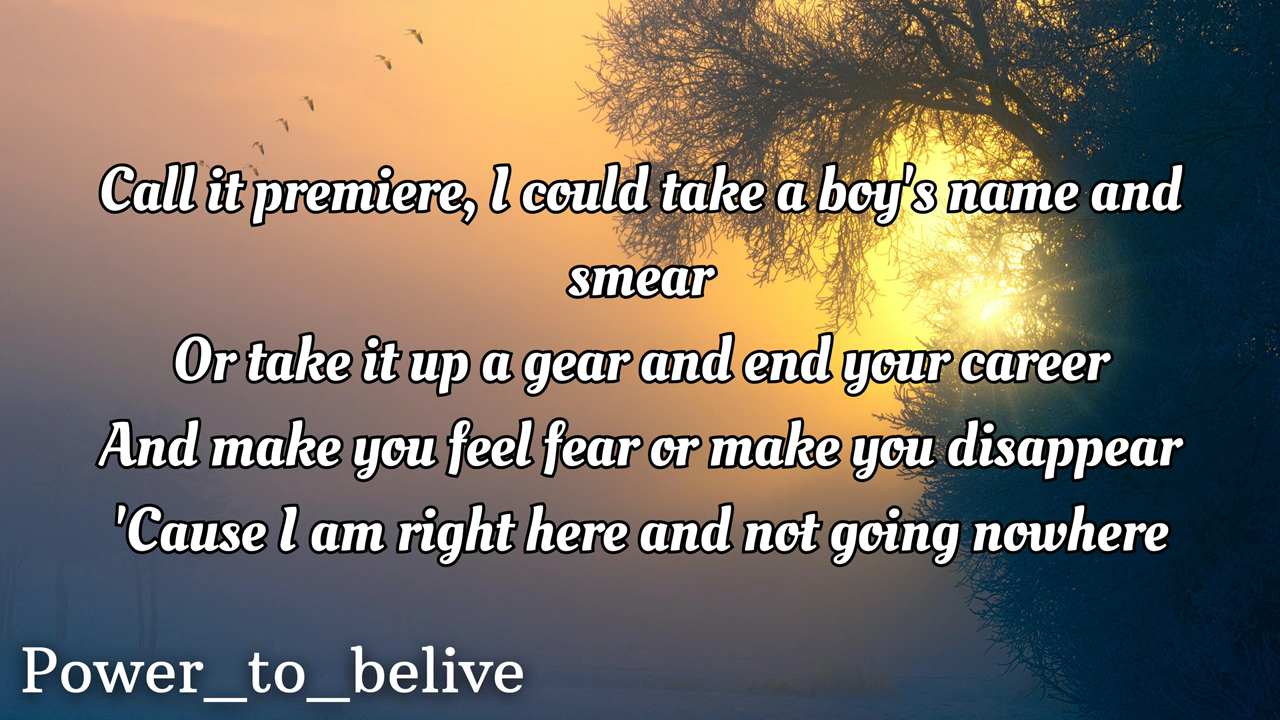 Call it premiere, I could take a boy's name and
smear
Or take it up a gear and end your career
And make you feel fear or make you disappear
'Cause I am right here and not going nowhere
Power_to_belive